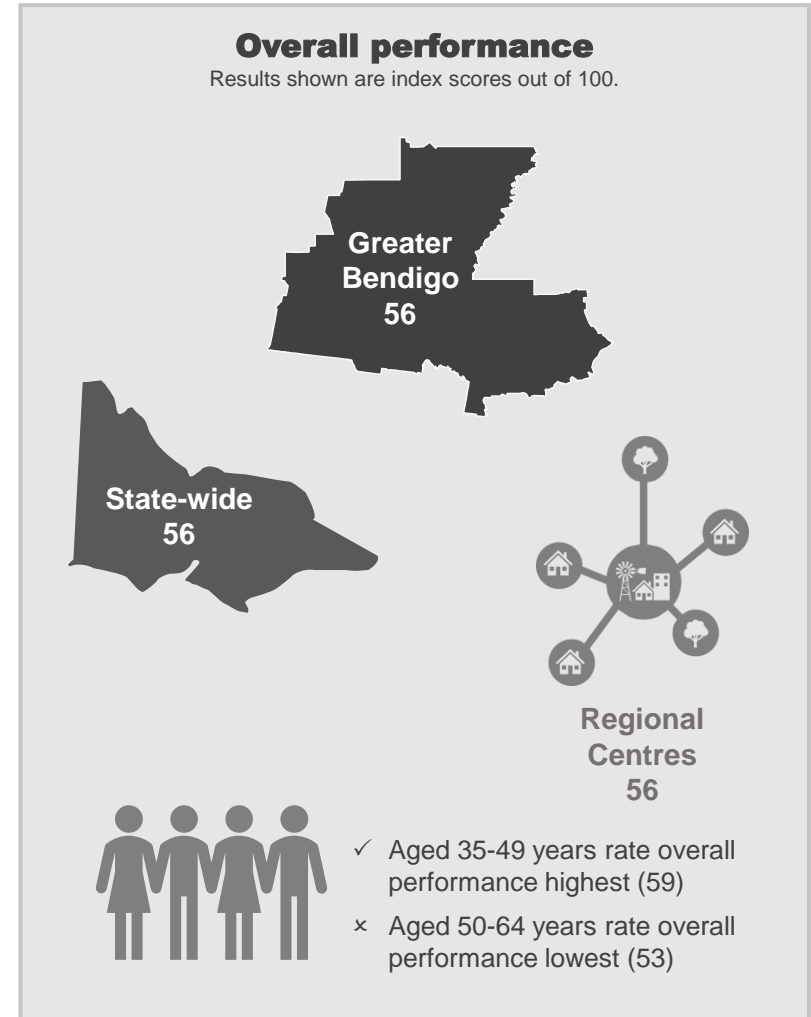 Overall performance
Results shown are index scores out of 100.
Greater
Bendigo
56
State-wide
56
Regional
Centres
56
✓ Aged 35-49 years rate overall
performance highest (59)
× Aged 50-64 years rate overall
performance lowest (53)